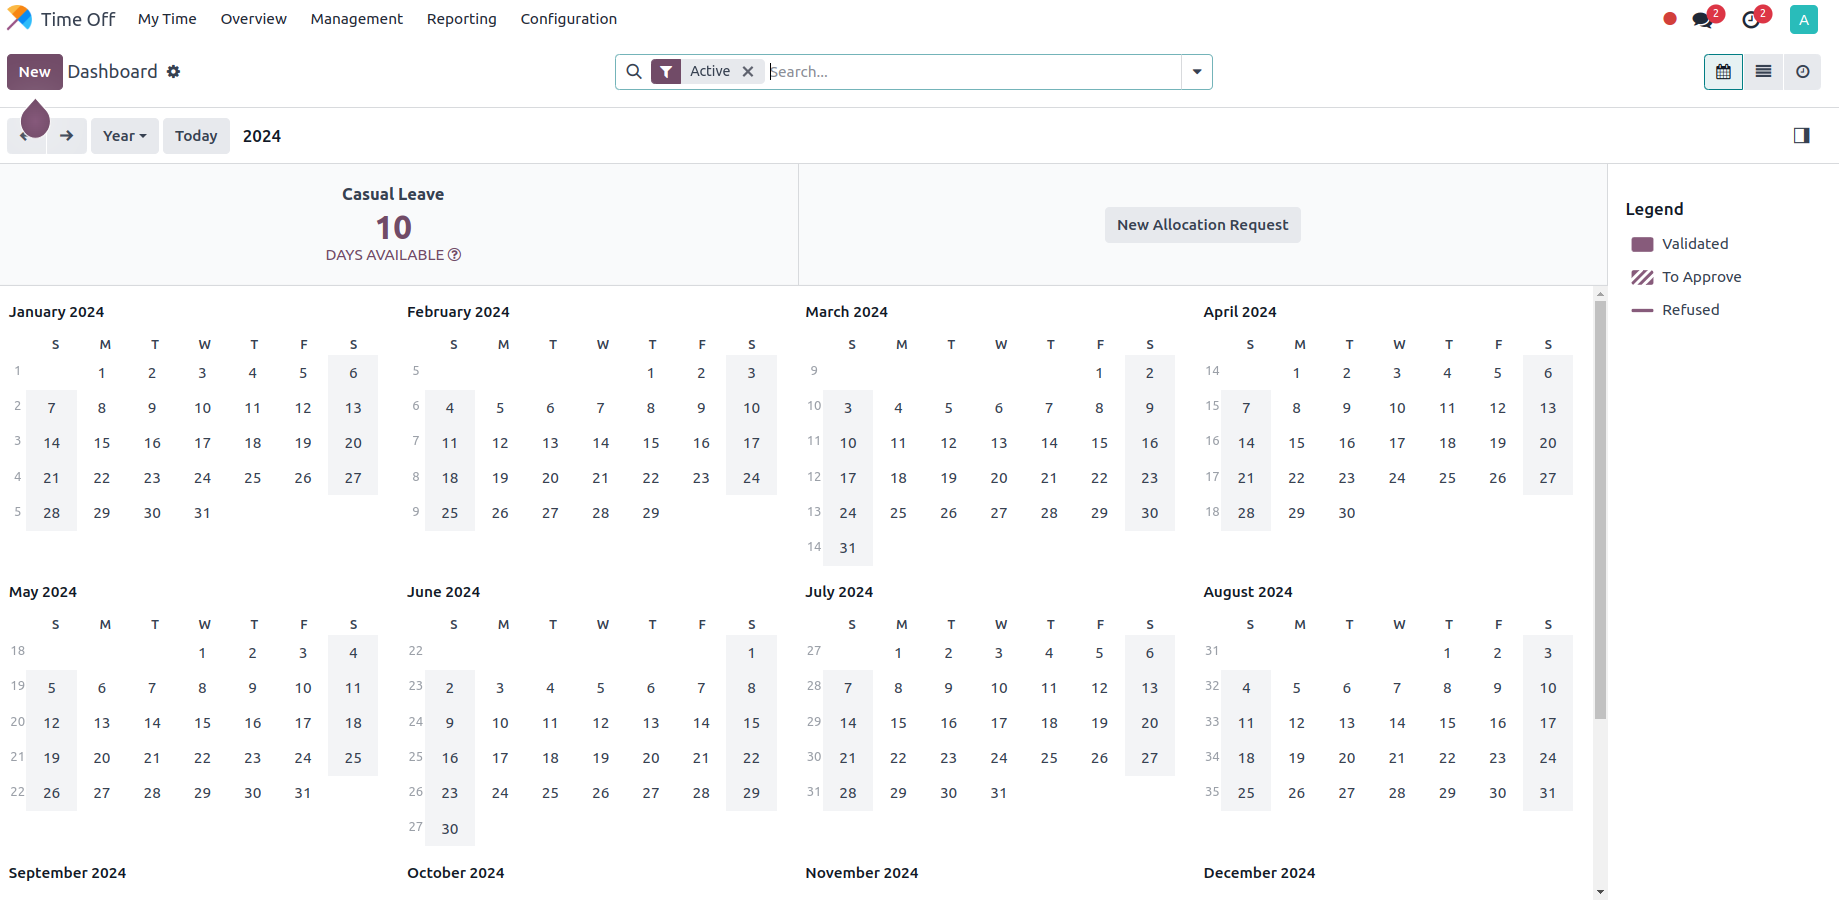 Time Off My Time Overview Management Reporting Configuration 2 2 A
New Dashboard Active Search...
Year Today 2024
Casual Leave
10
DAYS AVAILABLE
New Allocation Request
Legend
Validated
To Approve
Refused
January 2024 February 2024 March 2024 April 2024
S M T W T F S S M T W T F S S M T W T F S S M T W T F S
1 1 2 3 4 5 6 5 1 2 3 9 1 2 14 1 2 3 4 5 6
2 7 8 9 10 11 12 13 6 4 5 6 7 8 9 10 10 3 4 5 6 7 8 9 15 7 8 9 10 11 12 13
3 14 15 16 17 18 19 20 7 11 12 13 14 15 16 17 11 10 11 12 13 14 15 16 16 14 15 16 17 18 19 20
4 21 22 23 24 25 26 27 8 18 19 20 21 22 23 24 12 17 18 19 20 21 22 23 17 21 22 23 24 25 26 27
5 28 29 30 31 9 25 26 27 28 29 13 24 25 26 27 28 29 30 18 28 29 30
14 31
May 2024 June 2024 July 2024 August 2024
S M T W T F S S M T W T F S S M T W T F S S M T W T F S
18 1 2 3 4 22 1 27 1 2 3 4 5 6 31 1 2 3
19 5 6 7 8 9 10 11 23 2 3 4 5 6 7 8 28 7 8 9 10 11 12 13 32 4 5 6 7 8 9 10
20 12 13 14 15 16 17 18 24 9 10 11 12 13 14 15 29 14 15 16 17 18 19 20 33 11 12 13 14 15 16 17
21 19 20 21 22 23 24 25 25 16 17 18 19 20 21 22 30 21 22 23 24 25 26 27 34 18 19 20 21 22 23 24
22 26 27 28 29 30 31 26 23 24 25 26 27 28 29 31 28 29 30 31 35 25 26 27 28 29 30 31
27 30
September 2024 October 2024 November 2024 December 2024